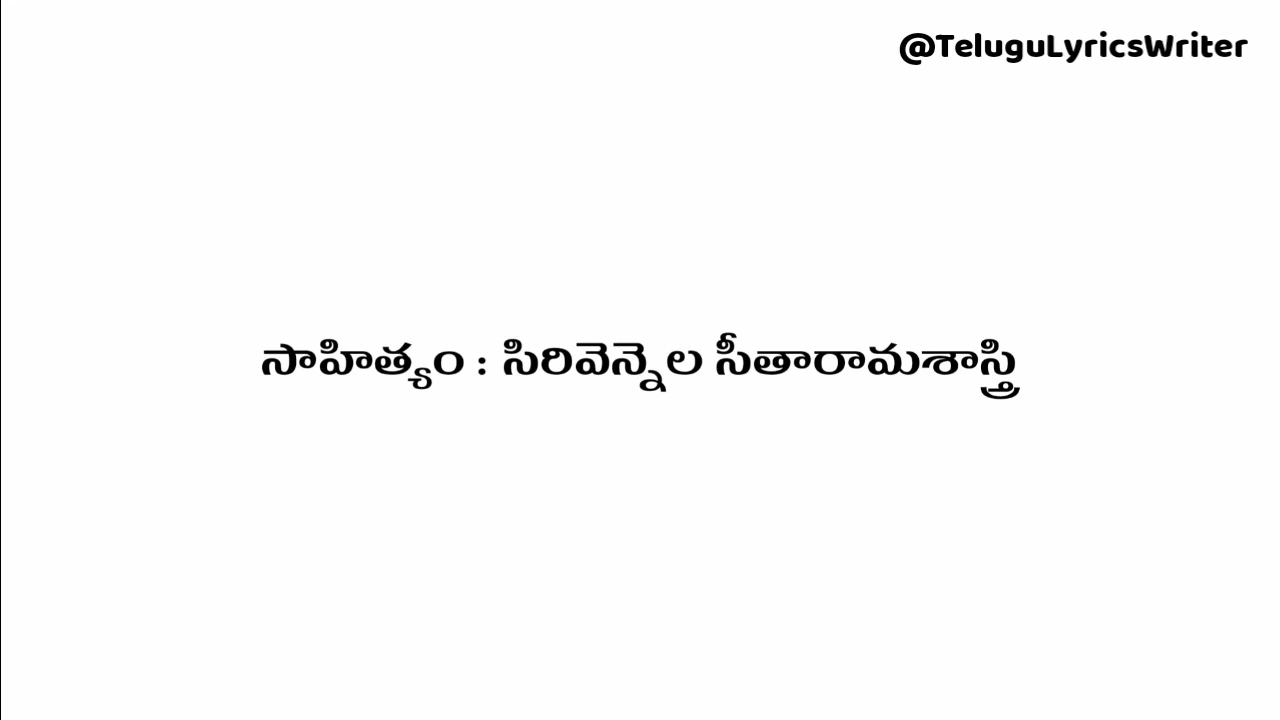 @TeluguLyricsWriter
సాహిత్యం : సిరివెన్నెల సీతారామశాస్త్రి